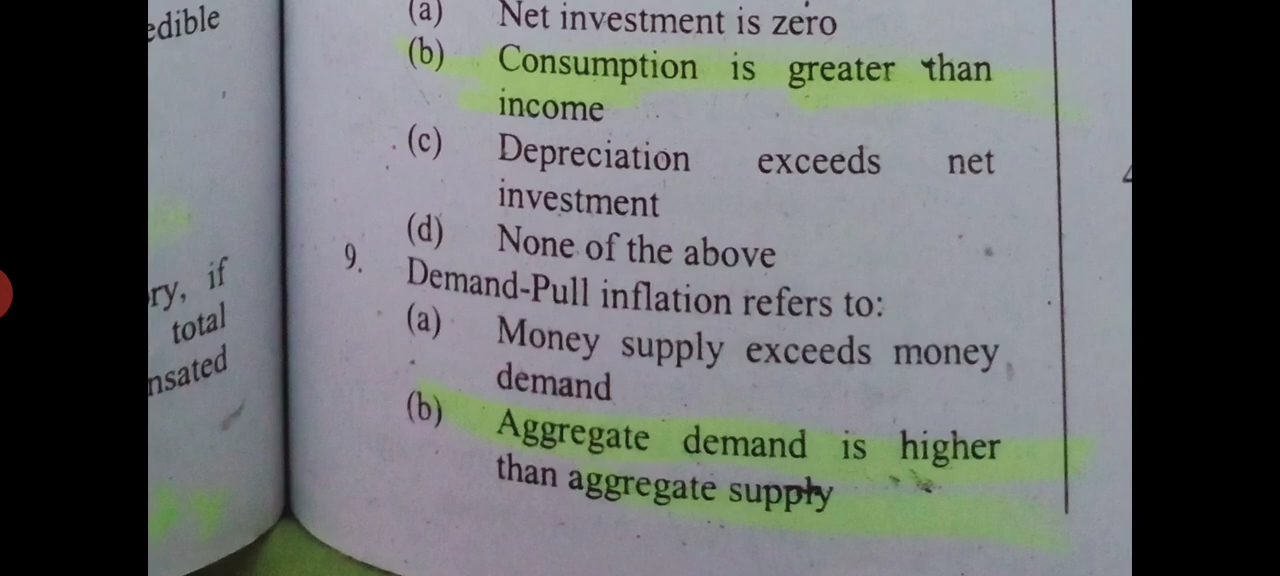 edible
ry, if
total
nsated
(a) Net investment is zero
(b) Consumption is greater than
income
(c) Depreciation exceeds net
investment
(d) None of the above
9. Demand-Pull inflation refers to:
(a) Money supply exceeds money
demand
(b) Aggregate demand is higher
than aggregate supply